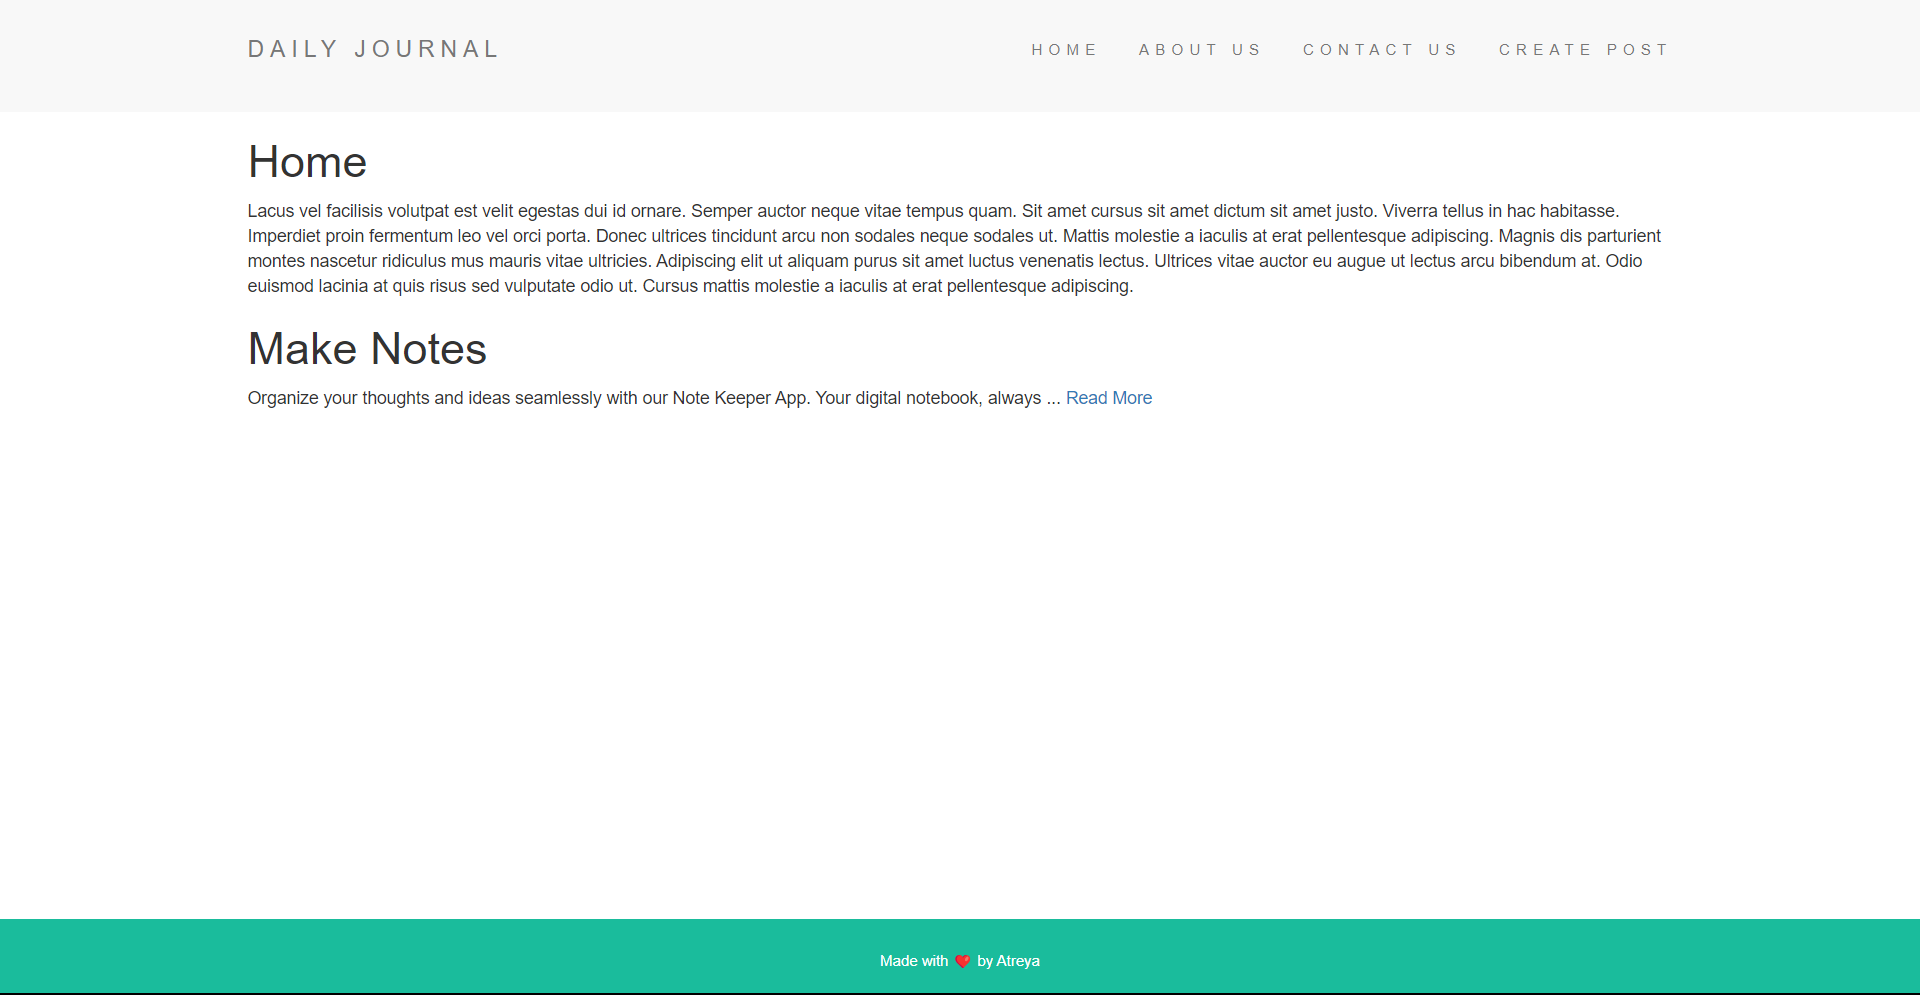 DAILY JOURNAL
HOME ABOUT US CONTACT US CREATE POST
Home
Lacus vel facilisis volutpat est velit egestas dui id ornare. Semper auctor neque vitae tempus quam. Sit amet cursus sit amet dictum sit amet justo. Viverra tellus in hac habitasse.
Imperdiet proin fermentum leo vel orci porta. Donec ultrices tincidunt arcu non sodales neque sodales ut. Mattis molestie a iaculis at erat pellentesque adipiscing. Magnis dis parturient
montes nascetur ridiculus mus mauris vitae ultricies. Adipiscing elit ut aliquam purus sit amet luctus venenatis lectus. Ultrices vitae auctor eu augue ut lectus arcu bibendum at. Odio
euismod lacinia at quis risus sed vulputate odio ut. Cursus mattis molestie a iaculis at erat pellentesque adipiscing.
Make Notes
Organize your thoughts and ideas seamlessly with our Note Keeper App. Your digital notebook, always ... Read More
Made with ❤️ by Atreya